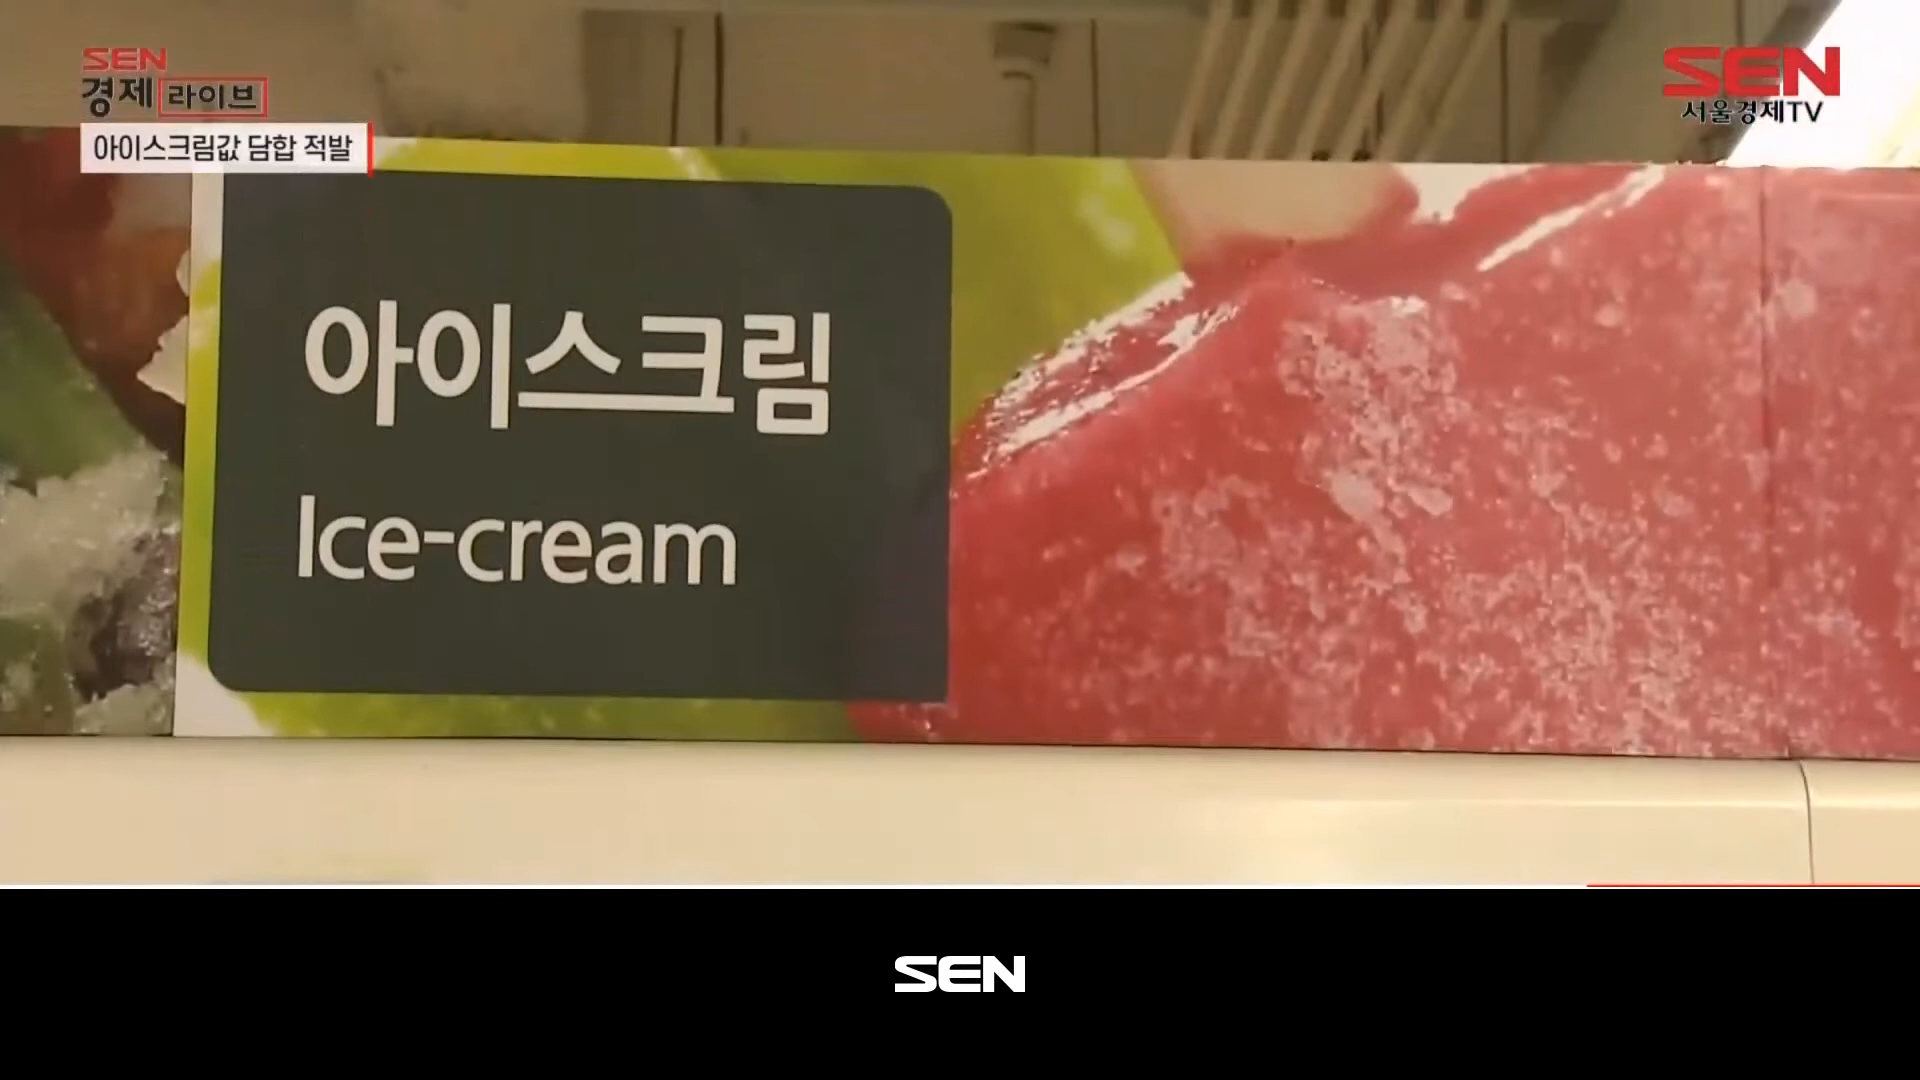 SEN
경제 라이브
아이스크림값 담합 적발
SEN
서울경제TV
아이스크림
Ice-cream
SEN